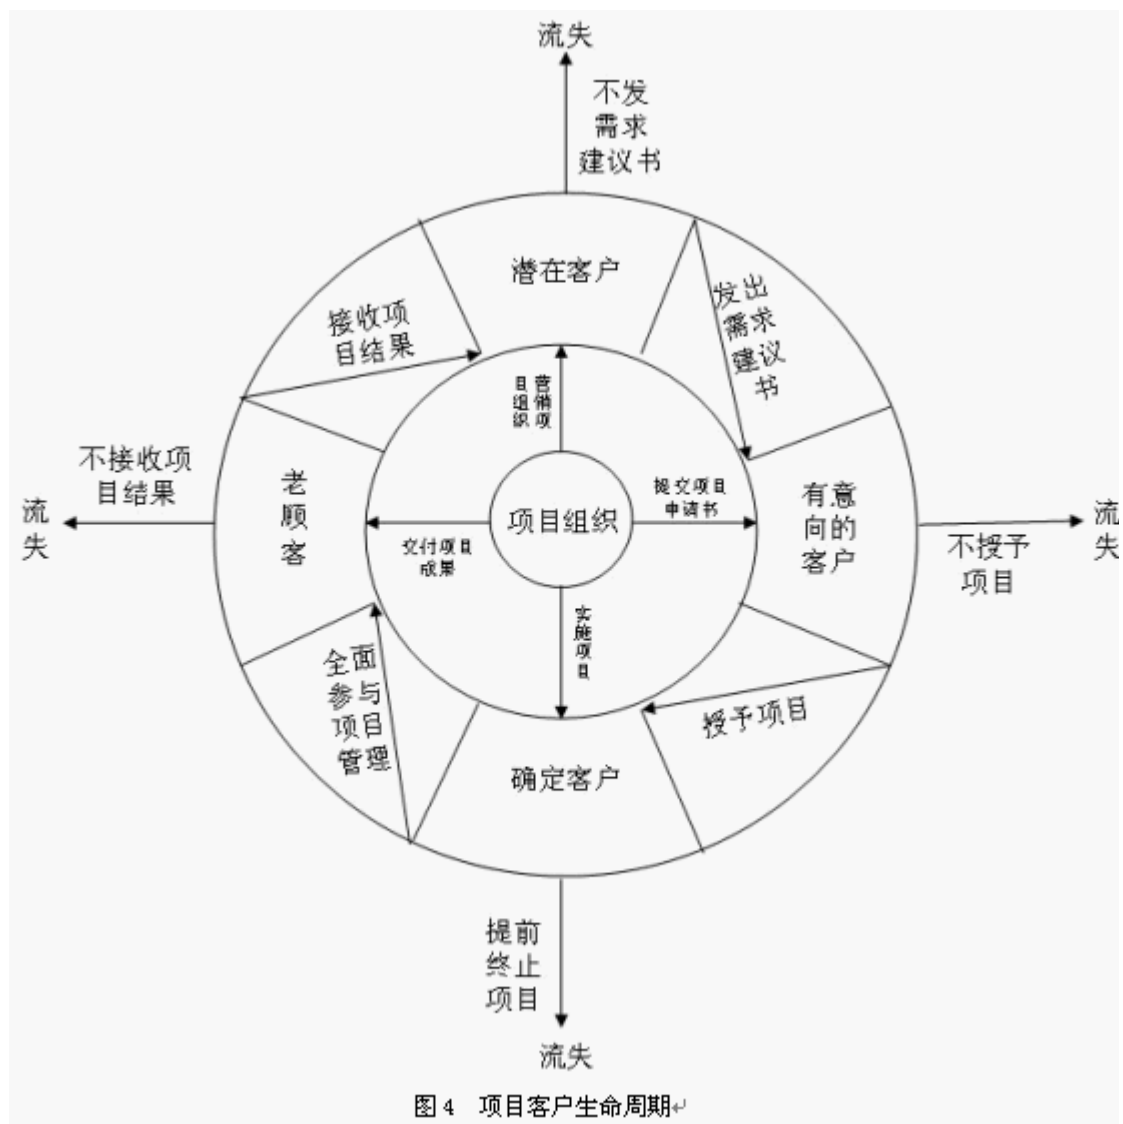 流失
不发
需求
建议书
潜在客户
发出
需求
建议
书
接收项
目结果
营销项
目组织
不接收项
目结果
流
失
老
顾
客
交付项目
成果
项目组织
提交项目
申请书
有意
向的
客户
不授予
项目
流
失
实
施
项
目
全面
参与
项目
管理
授予项目
确定客户
提前
终止
项目
流失
图4 项目客户生命周期